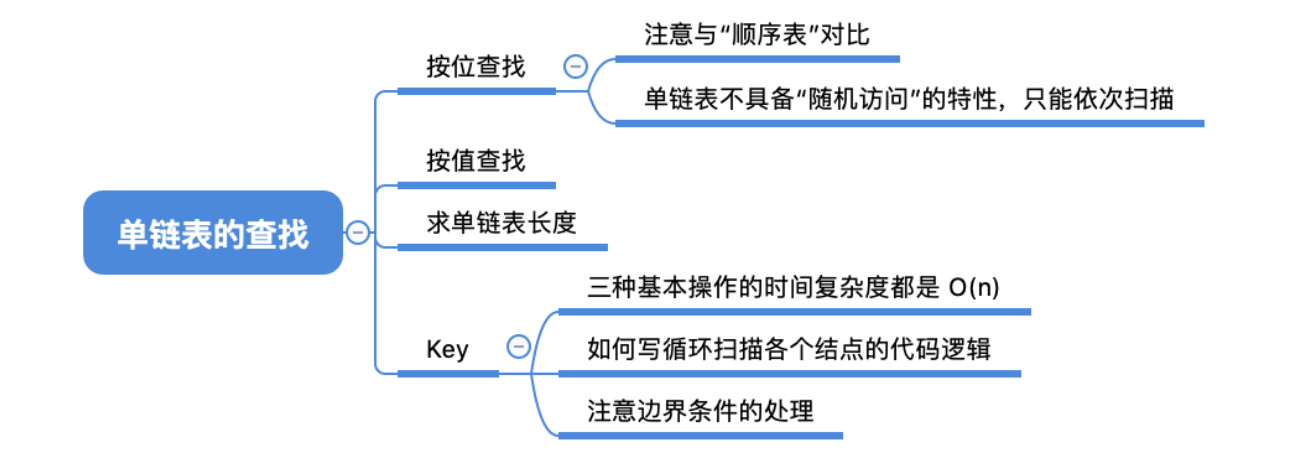 注意与“顺序表”对比
按位查找
单链表不具备“随机访问”的特性，只能依次扫描
按值查找
单链表的查找
求单链表长度
三种基本操作的时间复杂度都是 O(n)
Key
如何写循环扫描各个结点的代码逻辑
注意边界条件的处理